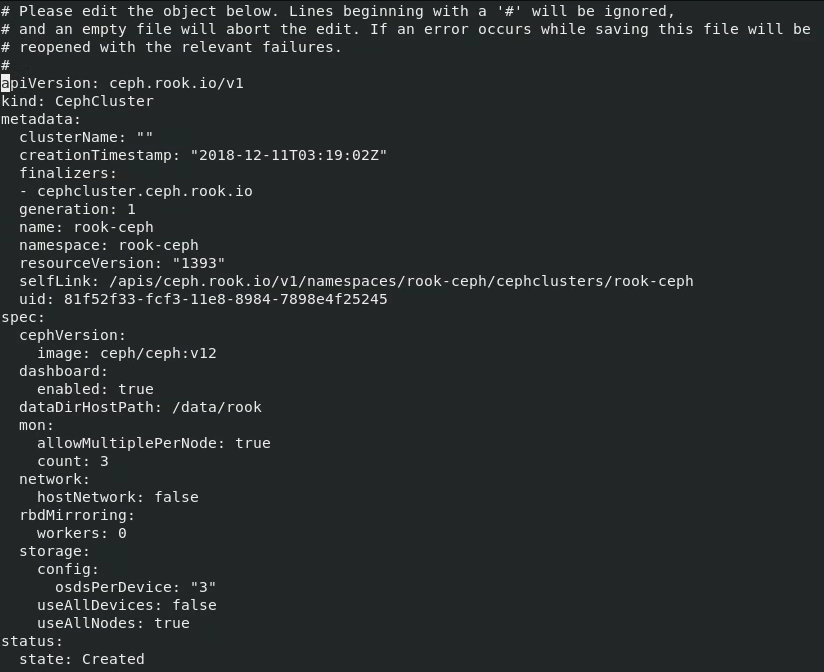 # Please edit the object below. Lines beginning with a '#' will be ignored,
# and an empty file will abort the edit. If an error occurs while saving this file will be
# reopened with the relevant failures.
#
apiVersion: ceph.rook.io/v1
kind: CephCluster
metadata:
  clusterName: ""
  creationTimestamp: "2018-12-11T03:19:02Z"
  finalizers:
  - cephcluster.ceph.rook.io
  generation: 1
  name: rook-ceph
  namespace: rook-ceph
  resourceVersion: "1393"
  selfLink: /apis/ceph.rook.io/v1/namespaces/rook-ceph/cephclusters/rook-ceph
  uid: 81f52f33-fcf3-11e8-8984-7898e4f25245
spec:
  cephVersion:
    image: ceph/ceph:v12
  dashboard:
    enabled: true
  dataDirHostPath: /data/rook
  mon:
    allowMultiplePerNode: true
    count: 3
  network:
    hostNetwork: false
  rbdMirroring:
    workers: 0
  storage:
    config:
      osdsPerDevice: "3"
    useAllDevices: false
    useAllNodes: true
status:
  state: Created